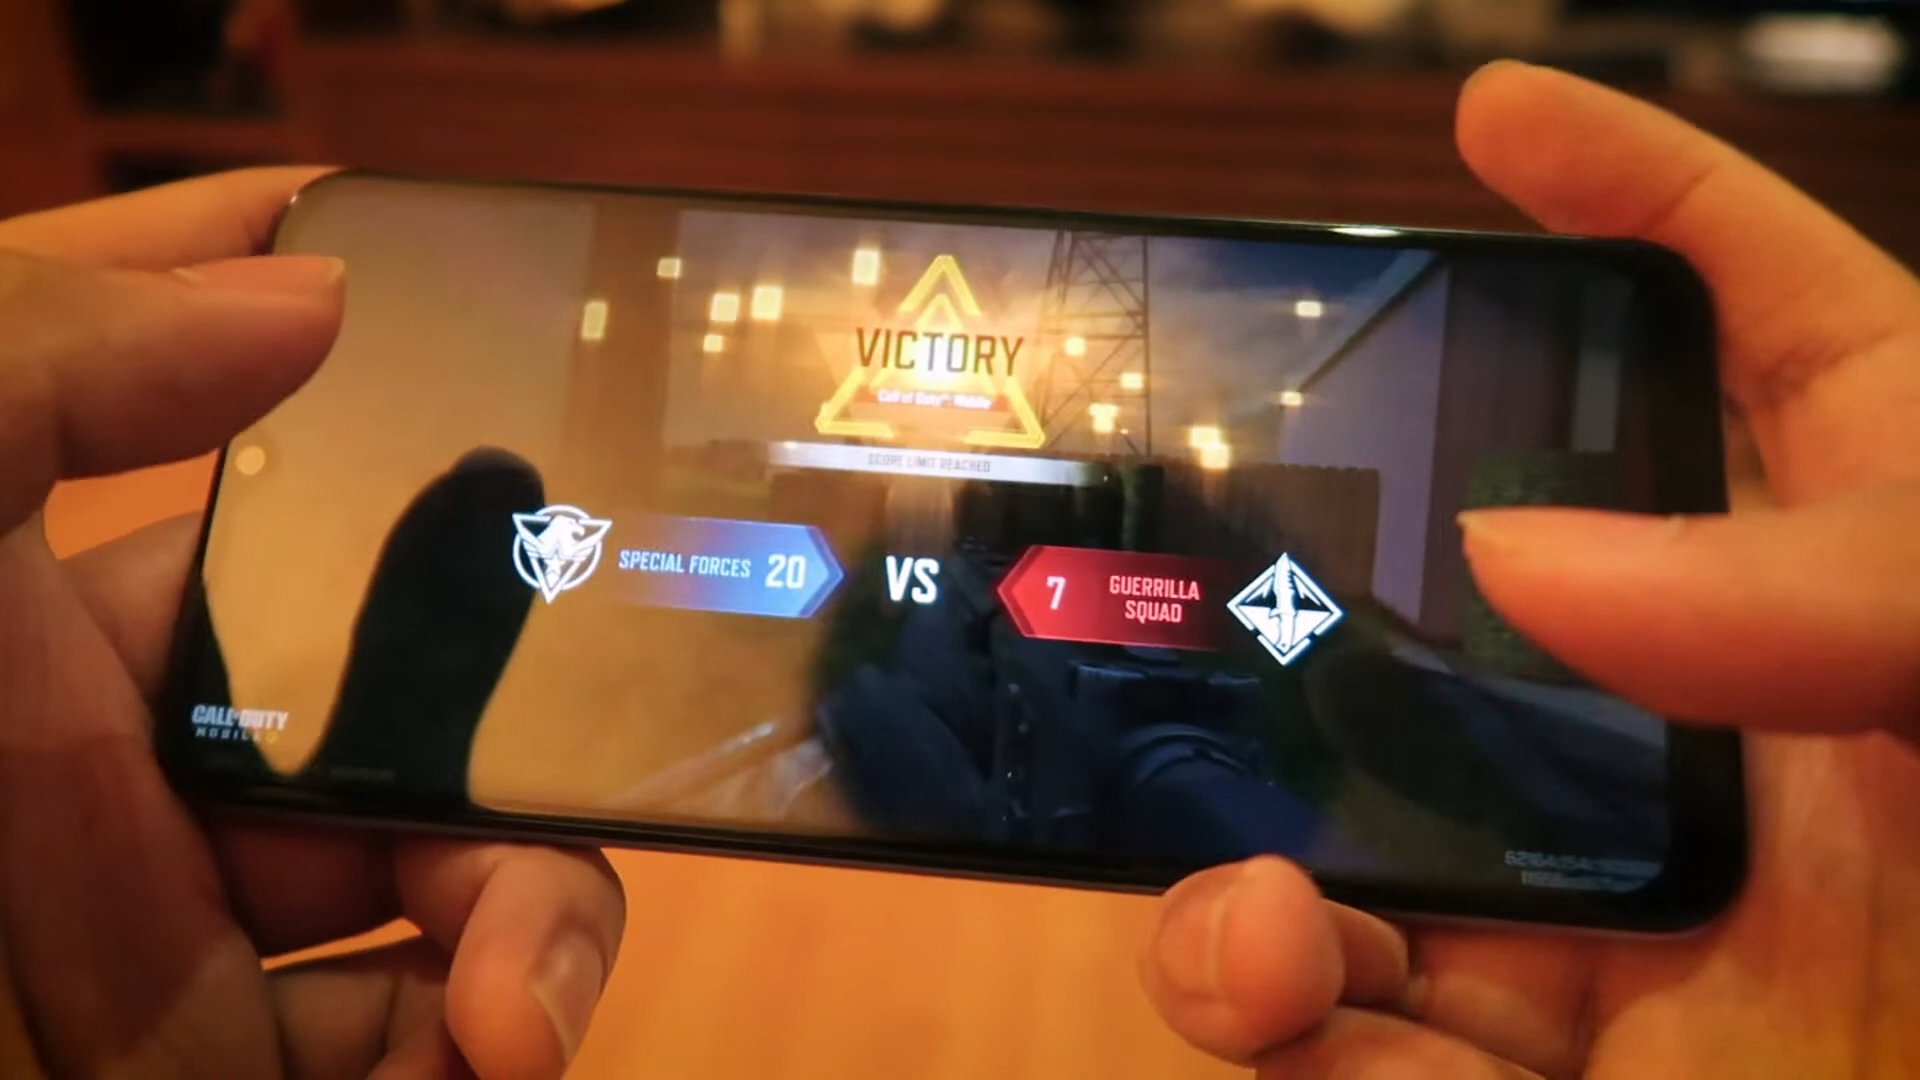 VICTORY
Call of Duty®: Mobile
SCORE LIMIT REACHED
SPECIAL FORCES 20
VS
7 GUERRILLA
SQUAD
CALL OF DUTY
MOBILE